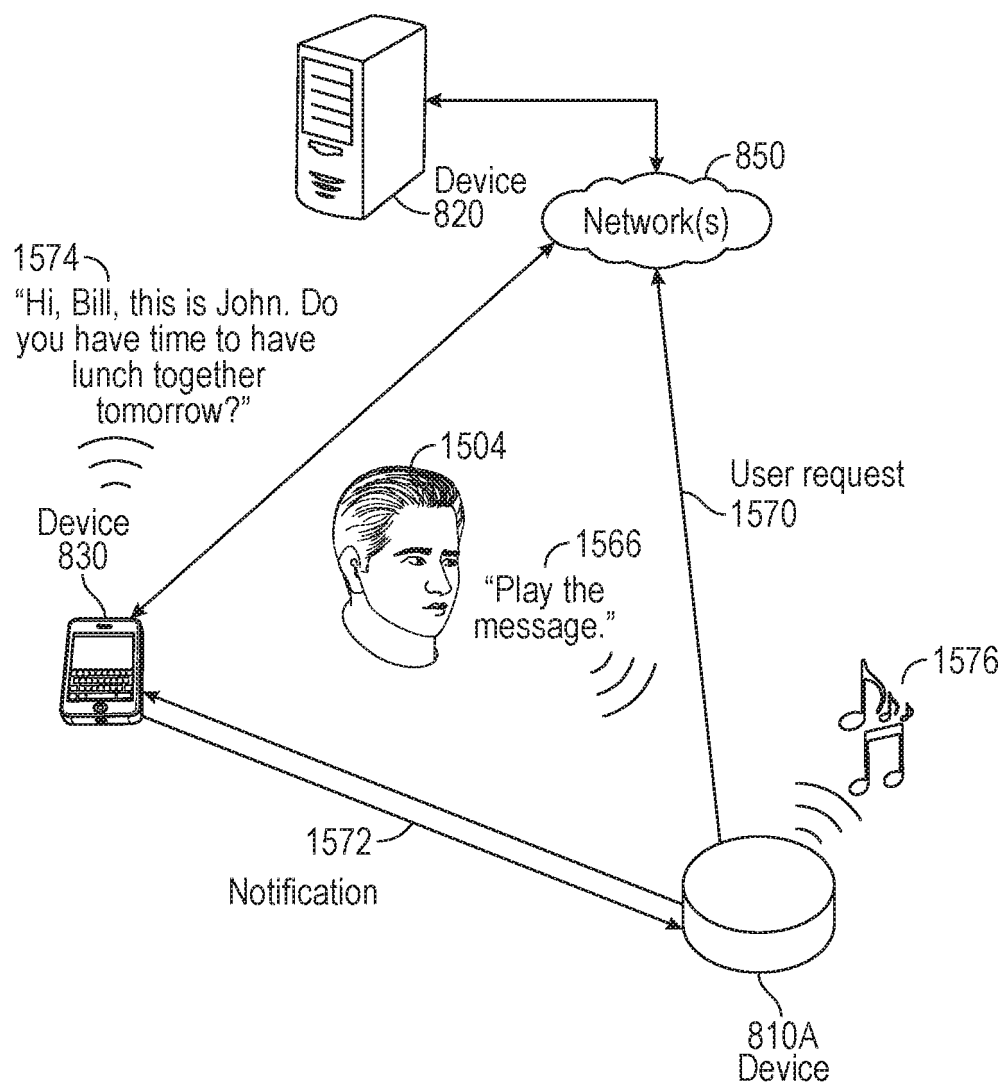 Device
820
850
Network(s)
1574
“Hi, Bill, this is John. Do
you have time to have
lunch together
tomorrow?”
1504
User request
1570
Device
830
1566
“Play the
message.”
1576
1572
Notification
810A
Device